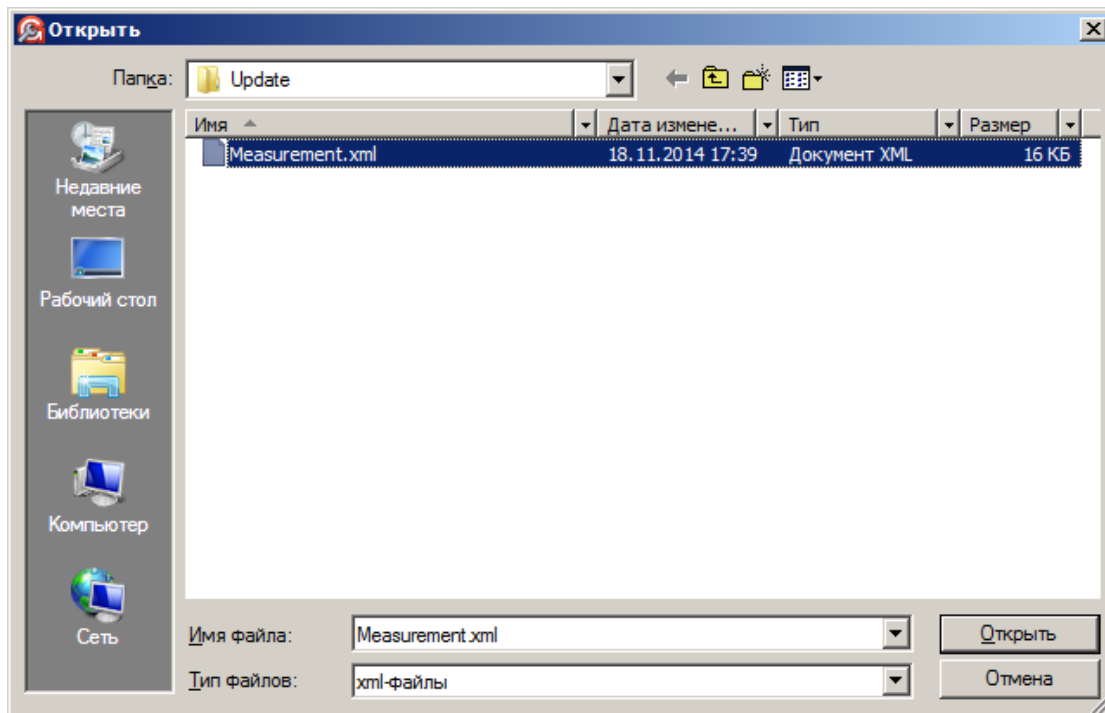 Открыть
Папка: Update
Имя Дата измене... Тип Размер
Measurement.xml 18.11.2014 17:39 Документ XML 16 КБ
Недавние
места
Рабочий стол
Библиотеки
Компьютер
Сеть
Имя файла: Measurement.xml Открыть
Тип файлов: xml-файлы Отмена